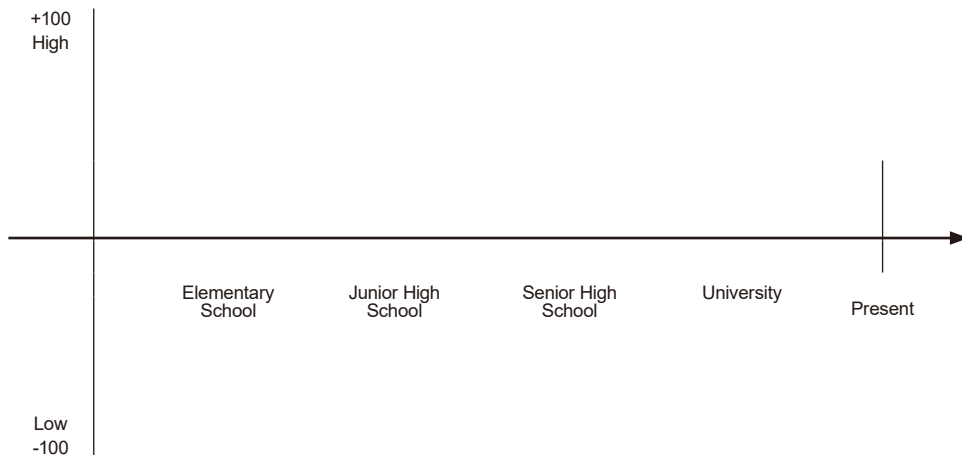 +100
High
Elementary
School
Junior High
School
Senior High
School
University
Present
Low
-100